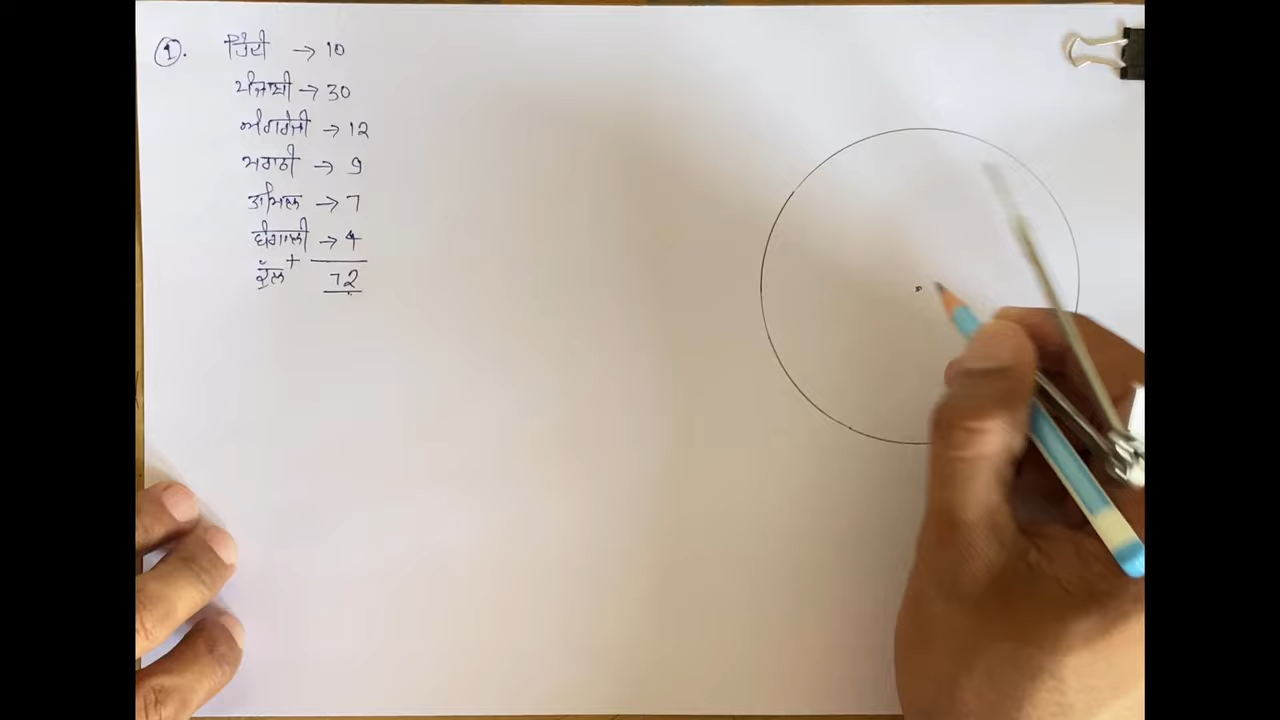 1. ਹਿੰਦੀ → 10
ਪੰਜਾਬੀ → 30
ਅੰਗਰੇਜੀ → 12
ਮਰਾਠੀ → 9
ਤਾਮਿਲ → 7
ਬੰਗਾਲੀ → 4
ਕੁੱਲ + 72